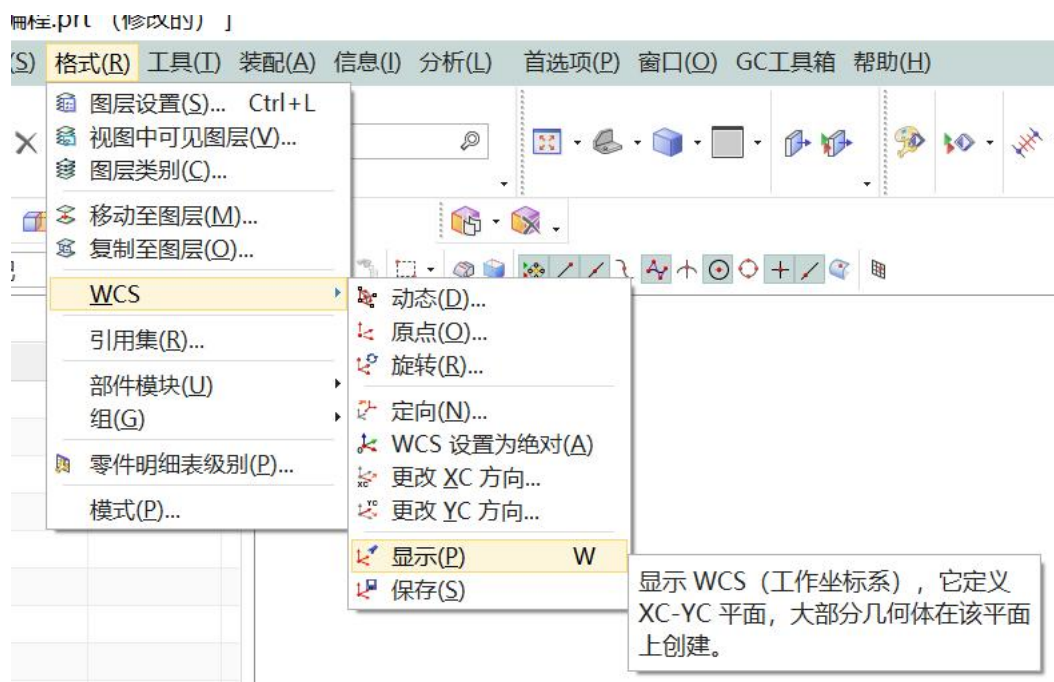 编程.prt （修改的） ]
(S) 格式(R) 工具(T) 装配(A) 信息(I) 分析(L) 首选项(P) 窗口(O) GC工具箱 帮助(H)
图层设置(S)... Ctrl+L
视图中可见图层(V)...
图层类别(C)...
移动至图层(M)...
复制至图层(O)...
WCS
引用集(R)...
部件模块(U)
组(G)
零件明细表级别(P)...
模式(P)...
动态(D)...
原点(O)...
旋转(R)...
定向(N)...
WCS 设置为绝对(A)
更改 XC 方向...
更改 YC 方向...
显示(P) W
保存(S)
显示 WCS（工作坐标系），它定义
XC-YC 平面，大部分几何体在该平面
上创建。